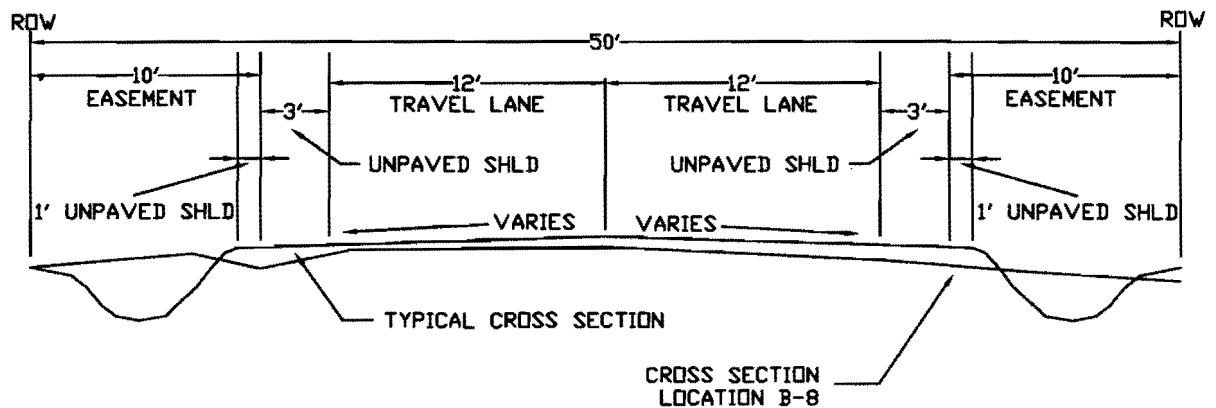 ROW
ROW
50'
10'
EASEMENT
12'
TRAVEL LANE
12'
TRAVEL LANE
10'
EASEMENT
3'
3'
UNPAVED SHLD
UNPAVED SHLD
1' UNPAVED SHLD
1' UNPAVED SHLD
VARIES
VARIES
TYPICAL CROSS SECTION
CROSS SECTION
LOCATION B-8